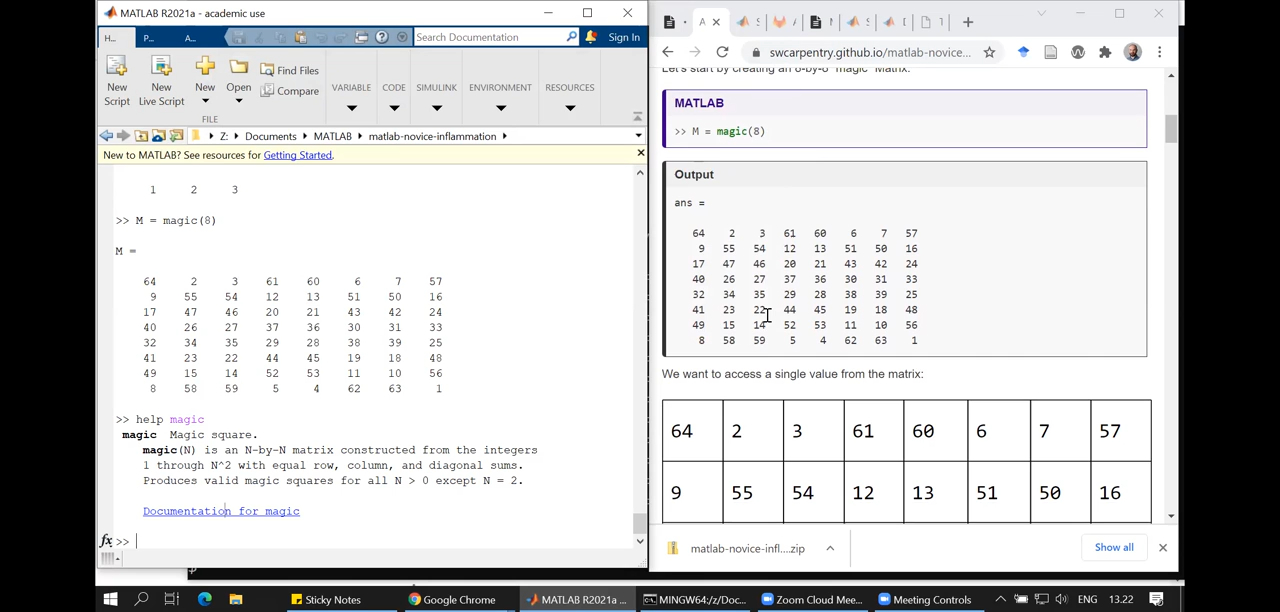 MATLAB R2021a - academic use
H... P... A... Search Documentation Sign In
New Script New Live Script New Open Find Files Compare VARIABLE CODE SIMULINK ENVIRONMENT RESOURCES
FILE
Z: Documents MATLAB matlab-novice-inflammation
New to MATLAB? See resources for Getting Started.
1 2 3
>> M = magic(8)
M =
64 2 3 61 60 6 7 57
9 55 54 12 13 51 50 16
17 47 46 20 21 43 42 24
40 26 27 37 36 30 31 33
32 34 35 29 28 38 39 25
41 23 22 44 45 19 18 48
49 15 14 52 53 11 10 56
8 58 59 5 4 62 63 1
>> help magic
magic Magic square.
magic(N) is an N-by-N matrix constructed from the integers
1 through N^2 with equal row, column, and diagonal sums.
Produces valid magic squares for all N > 0 except N = 2.
Documentation for magic
fx >>
swcarpentry.github.io/matlab-novice...
Let's start by creating an 8-by-8 magic Matrix:
MATLAB
>> M = magic(8)
Output
ans =
64 2 3 61 60 6 7 57
9 55 54 12 13 51 50 16
17 47 46 20 21 43 42 24
40 26 27 37 36 30 31 33
32 34 35 29 28 38 39 25
41 23 22 44 45 19 18 48
49 15 14 52 53 11 10 56
8 58 59 5 4 62 63 1
We want to access a single value from the matrix:
64 2 3 61 60 6 7 57
9 55 54 12 13 51 50 16
matlab-novice-infl....zip Show all
Sticky Notes Google Chrome MATLAB R2021a ... MINGW64:/z/Doc... Zoom Cloud Mee... Meeting Controls ENG 13.22